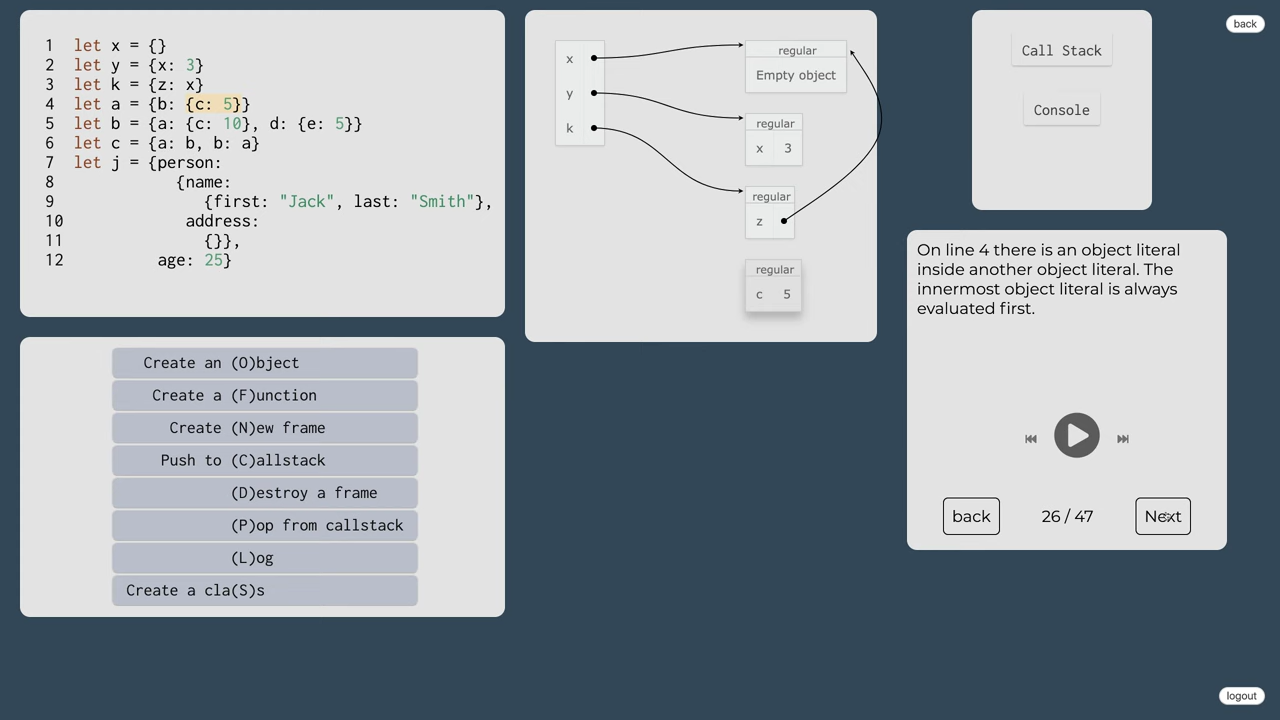 1 let x = {}
2 let y = {x: 3}
3 let k = {z: x}
4 let a = {b: {c: 5}}
5 let b = {a: {c: 10}, d: {e: 5}}
6 let c = {a: b, b: a}
7 let j = {person:
8 {name:
9 {first: "Jack", last: "Smith"},
10 address:
11 {}},
12 age: 25}
Create an (O)bject
Create a (F)unction
Create (N)ew frame
Push to (C)allstack
(D)estroy a frame
(P)op from callstack
(L)og
Create a cla(S)s
x
y
k
regular
Empty object
regular
x 3
regular
z
regular
c 5
Call Stack
Console
back
On line 4 there is an object literal
inside another object literal. The
innermost object literal is always
evaluated first.
back
26 / 47
Next
logout